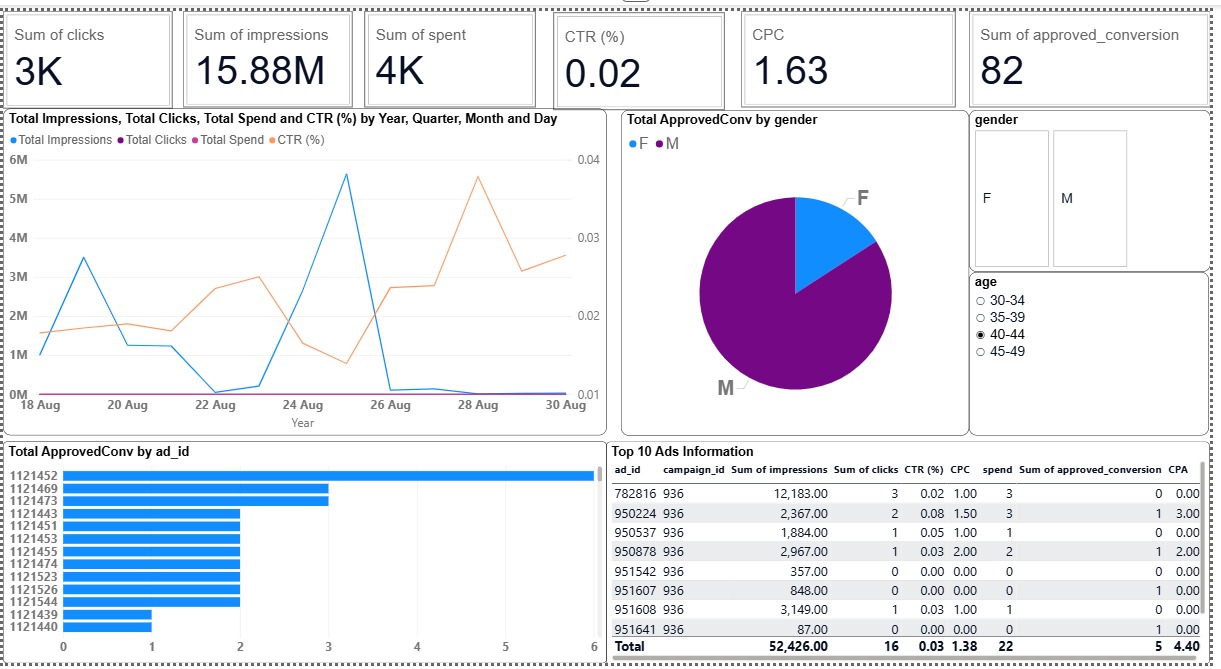 Sum of clicks
3K
Sum of impressions
15.88M
Sum of spent
4K
CTR (%)
0.02
CPC
1.63
Sum of approved_conversion
82
Total Impressions, Total Clicks, Total Spend and CTR (%) by Year, Quarter, Month and Day
Total Impressions Total Clicks Total Spend CTR (%)
6M
5M
4M
3M
2M
1M
0M
0.04
0.03
0.02
0.01
18 Aug 20 Aug 22 Aug 24 Aug 26 Aug 28 Aug 30 Aug
Year
Total ApprovedConv by gender
F M
F
M
gender
F M
age
30-34
35-39
40-44
45-49
Total ApprovedConv by ad_id
1121452
1121469
1121473
1121443
1121451
1121453
1121455
1121474
1121523
1121526
1121544
1121439
1121440
0 1 2 3 4 5 6
Top 10 Ads Information
ad_id campaign_id Sum of impressions Sum of clicks CTR (%) CPC spend Sum of approved_conversion CPA
782816 936 12,183.00 3 0.02 1.00 3 0 0.00
950224 936 2,367.00 2 0.08 1.50 3 1 3.00
950537 936 1,884.00 1 0.05 1.00 1 0 0.00
950878 936 2,967.00 1 0.03 2.00 2 1 2.00
951542 936 357.00 0 0.00 0.00 0 0 0.00
951607 936 848.00 0 0.00 0.00 0 1 0.00
951608 936 3,149.00 1 0.03 1.00 1 0 0.00
951641 936 87.00 0 0.00 0.00 0 1 0.00
Total 52,426.00 16 0.03 1.38 22 5 4.40